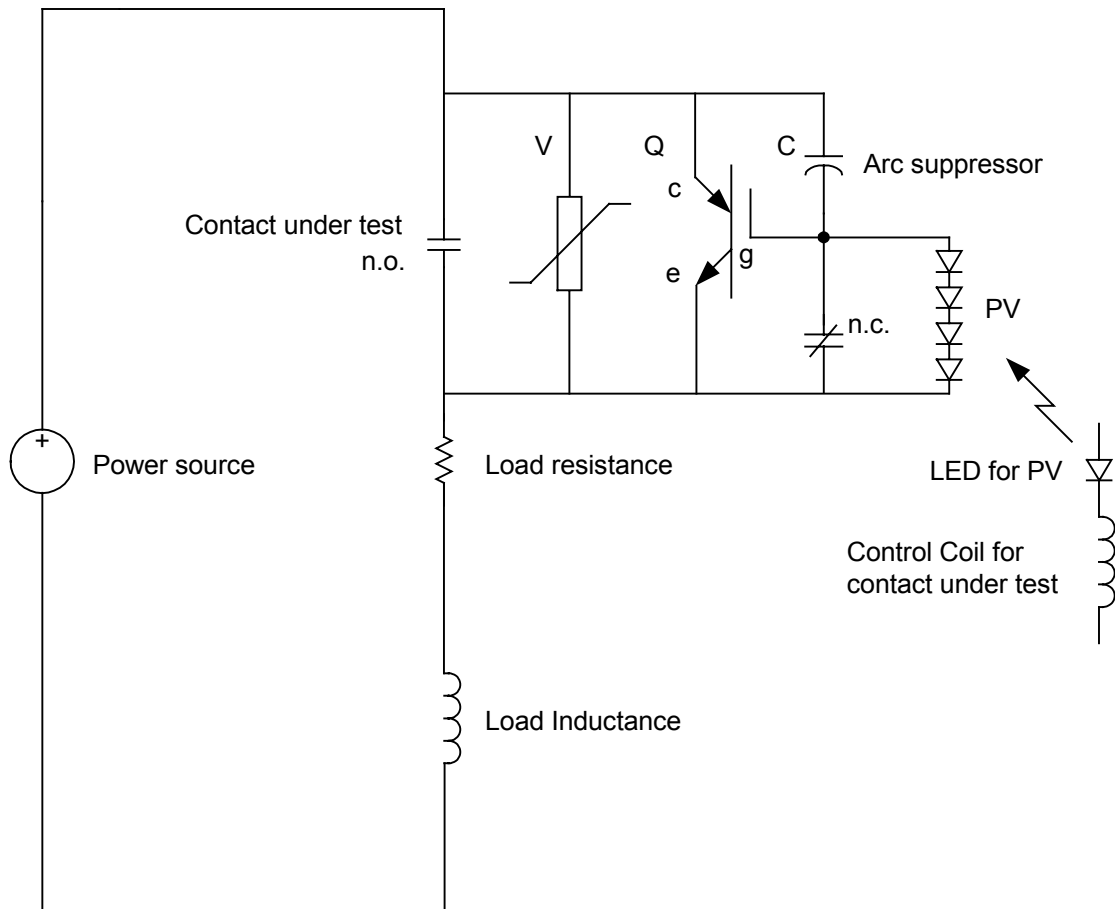 V
Q
C
Arc suppressor
c
Contact under test
n.o.
g
e
n.c.
PV
+
Power source
Load resistance
LED for PV
Control Coil for
contact under test
Load Inductance